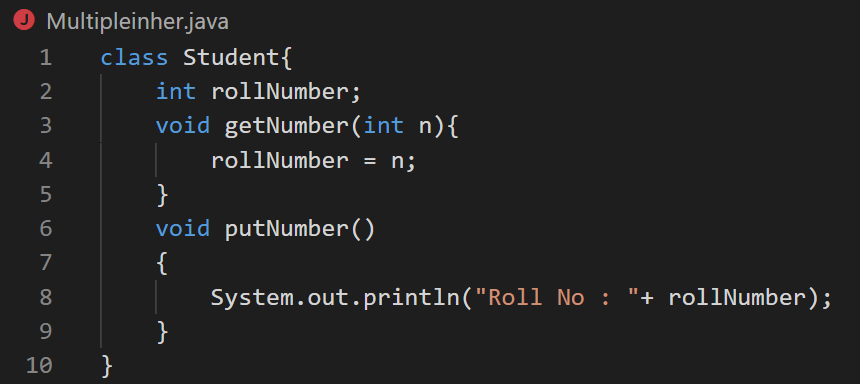 J Multipleinher.java
1 class Student{
2     int rollNumber;
3     void getNumber(int n){
4         rollNumber = n;
5     }
6     void putNumber()
7     {
8         System.out.println("Roll No : "+ rollNumber);
9     }
10 }